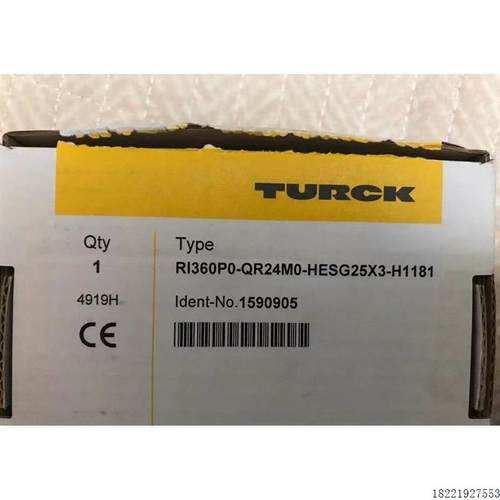 TURCK
Qty
1
4919H
CE
Type
RI360P0-QR24M0-HESG25X3-H1181
Ident-No.1590905
18221927553